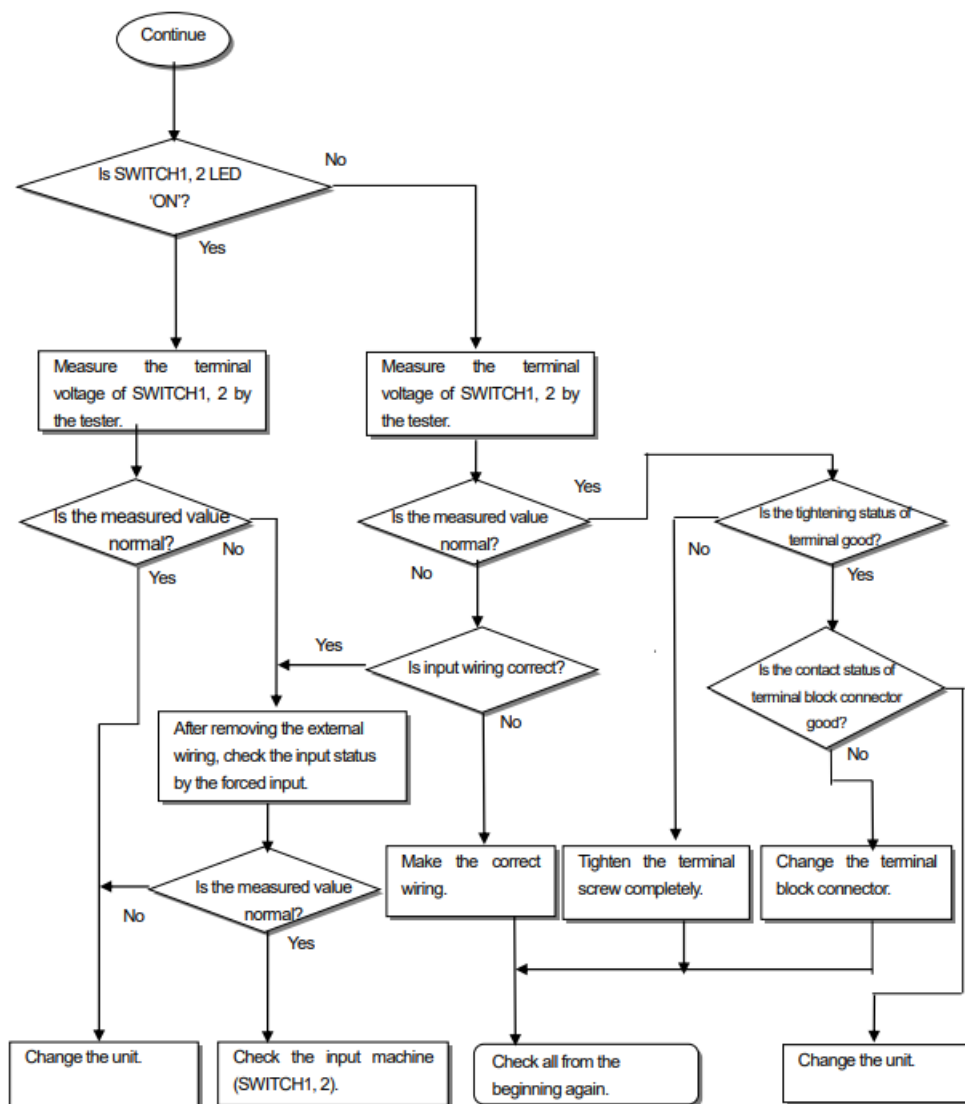 Continue
Is SWITCH1, 2 LED
‘ON’?
No
Yes
Measure the terminal
voltage of SWITCH1, 2 by
the tester.
Measure the terminal
voltage of SWITCH1, 2 by
the tester.
Is the measured value
normal?
No
Yes
Is the measured value
normal?
Yes
No
Is the tightening status of
terminal good?
No
Yes
Yes
Is input wiring correct?
No
Is the contact status of
terminal block connector
good?
No
After removing the external
wiring, check the input status
by the forced input.
Is the measured value
normal?
No
Yes
Make the correct
wiring.
Tighten the terminal
screw completely.
Change the terminal
block connector.
Change the unit.
Check the input machine
(SWITCH1, 2).
Check all from the
beginning again.
Change the unit.